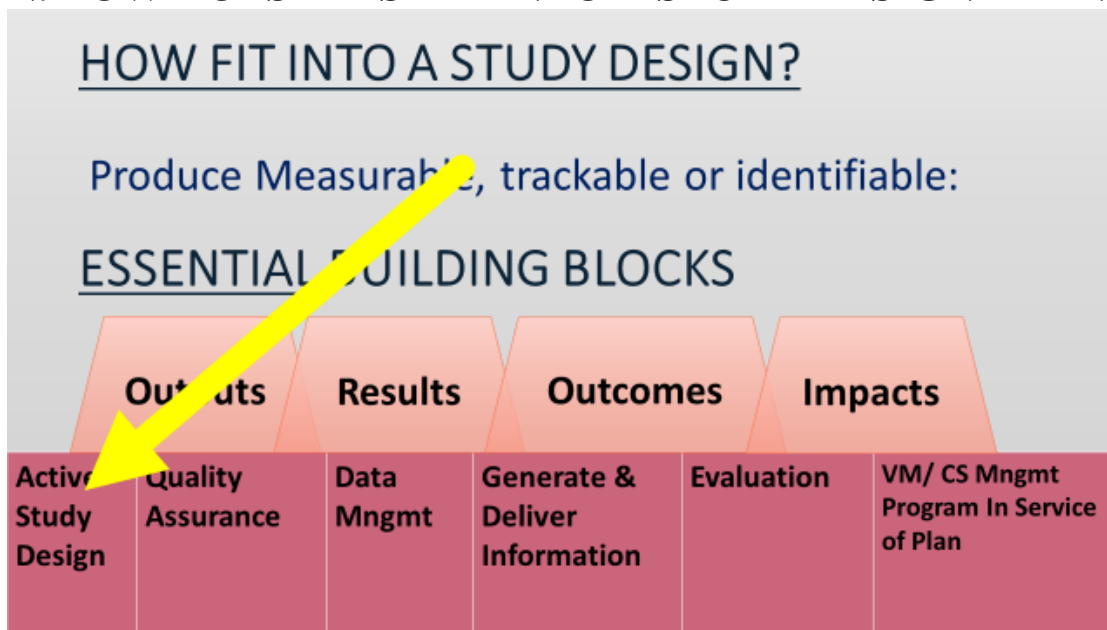 HOW FIT INTO A STUDY DESIGN?
Produce Measurable, trackable or identifiable:
ESSENTIAL BUILDING BLOCKS
Outputs Results Outcomes Impacts
Active
Study
Design
Quality
Assurance
Data
Mngmt
Generate &
Deliver
Information
Evaluation
VM/ CS Mngmt
Program In Service
of Plan